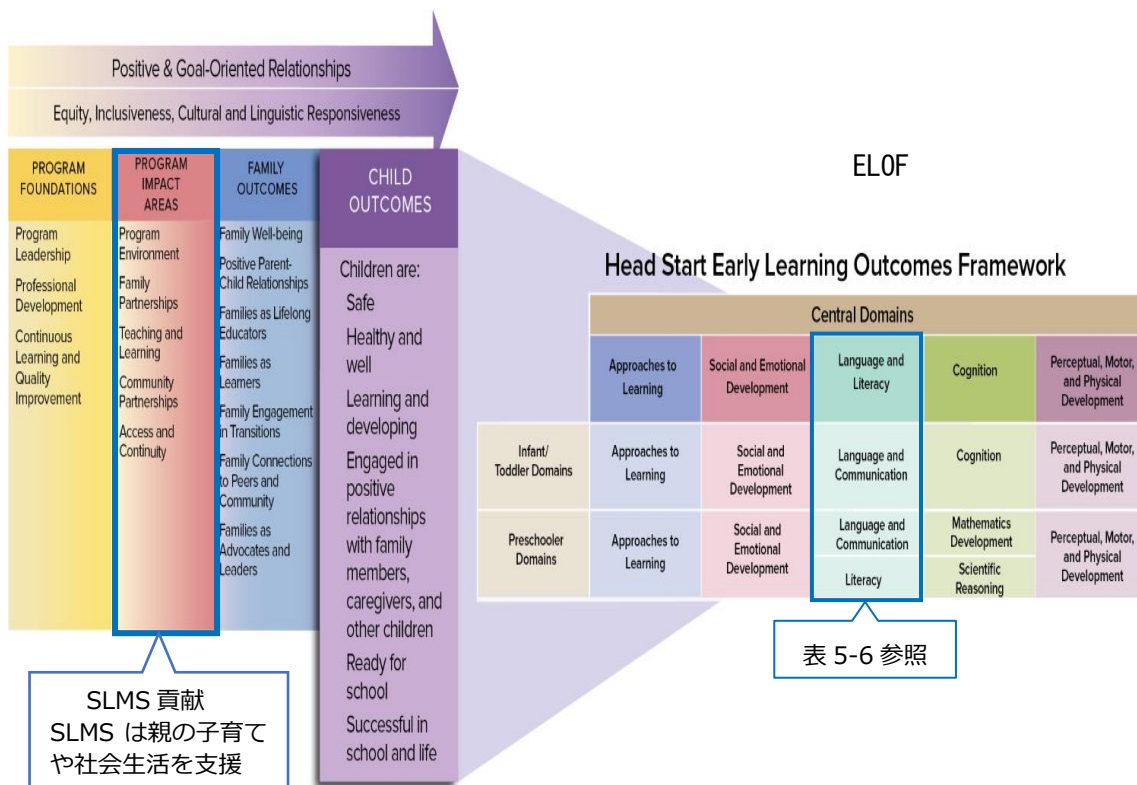 Positive & Goal-Oriented Relationships
Equity, Inclusiveness, Cultural and Linguistic Responsiveness
PROGRAM
FOUNDATIONS
Program
Leadership
Professional
Development
Continuous
Learning and
Quality
Improvement
PROGRAM
IMPACT
AREAS
Program
Environment
Family
Partnerships
Teaching and
Learning
Community
Partnerships
Access and
Continuity
FAMILY
OUTCOMES
Family Well-being
Positive Parent-
Child Relationships
Families as Lifelong
Educators
Families as
Learners
Family Engagement
in Transitions
Family Connections
to Peers and
Community
Families as
Advocates and
Leaders
CHILD
OUTCOMES
Children are:
Safe
Healthy and
well
Learning and
developing
Engaged in
positive
relationships
with family
members,
caregivers, and
other children
Ready for
school
Successful in
school and life
SLMS 貢献
SLMS は親の子育て
や社会生活を支援
ELOF
Head Start Early Learning Outcomes Framework
Central Domains
Approaches to
Learning
Social and Emotional
Development
Language and
Literacy
Cognition
Perceptual, Motor,
and Physical
Development
Infant/
Toddler Domains
Approaches to
Learning
Social and
Emotional
Development
Language and
Communication
Cognition
Perceptual, Motor,
and Physical
Development
Preschooler
Domains
Approaches to
Learning
Social and
Emotional
Development
Language and
Communication
Literacy
Mathematics
Development
Scientific
Reasoning
Perceptual, Motor,
and Physical
Development
表 5-6 参照